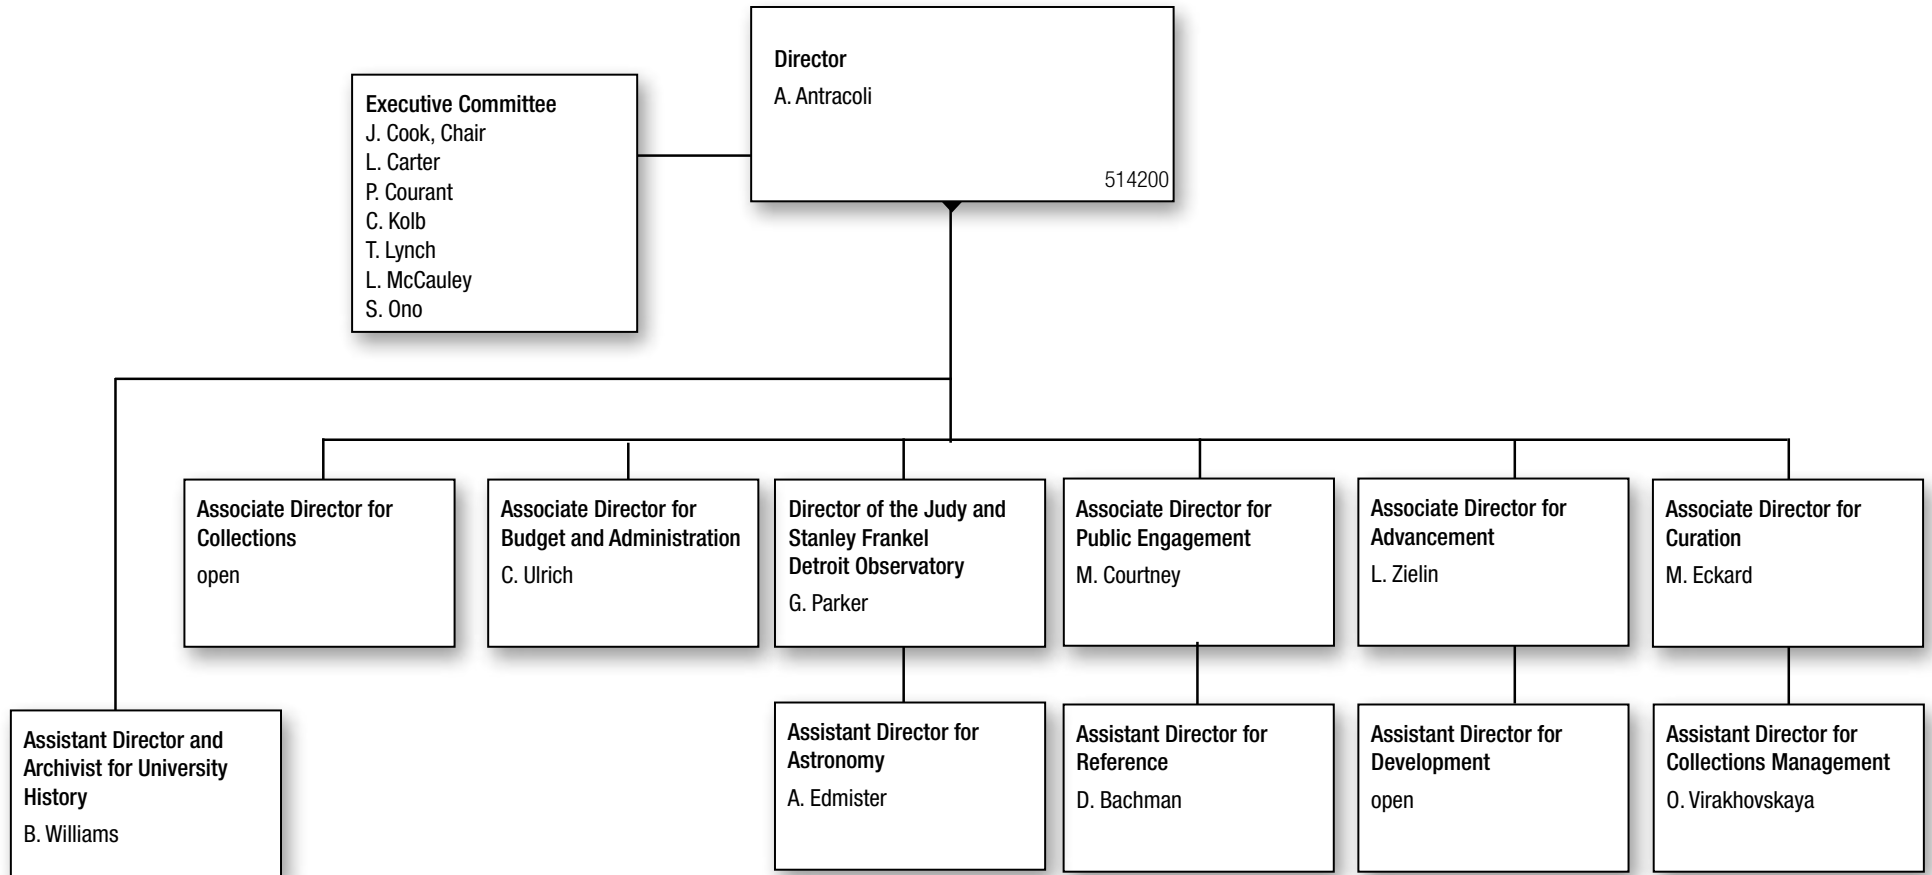 Director
A. Antracoli
514200
Executive Committee
J. Cook, Chair
L. Carter
P. Courant
C. Kolb
T. Lynch
L. McCauley
S. Ono
Associate Director for
Collections
open
Associate Director for
Budget and Administration
C. Ulrich
Director of the Judy and
Stanley Frankel
Detroit Observatory
G. Parker
Associate Director for
Public Engagement
M. Courtney
Associate Director for
Advancement
L. Zielin
Associate Director for
Curation
M. Eckard
Assistant Director and
Archivist for University
History
B. Williams
Assistant Director for
Astronomy
A. Edmister
Assistant Director for
Reference
D. Bachman
Assistant Director for
Development
open
Assistant Director for
Collections Management
O. Virakhovskaya